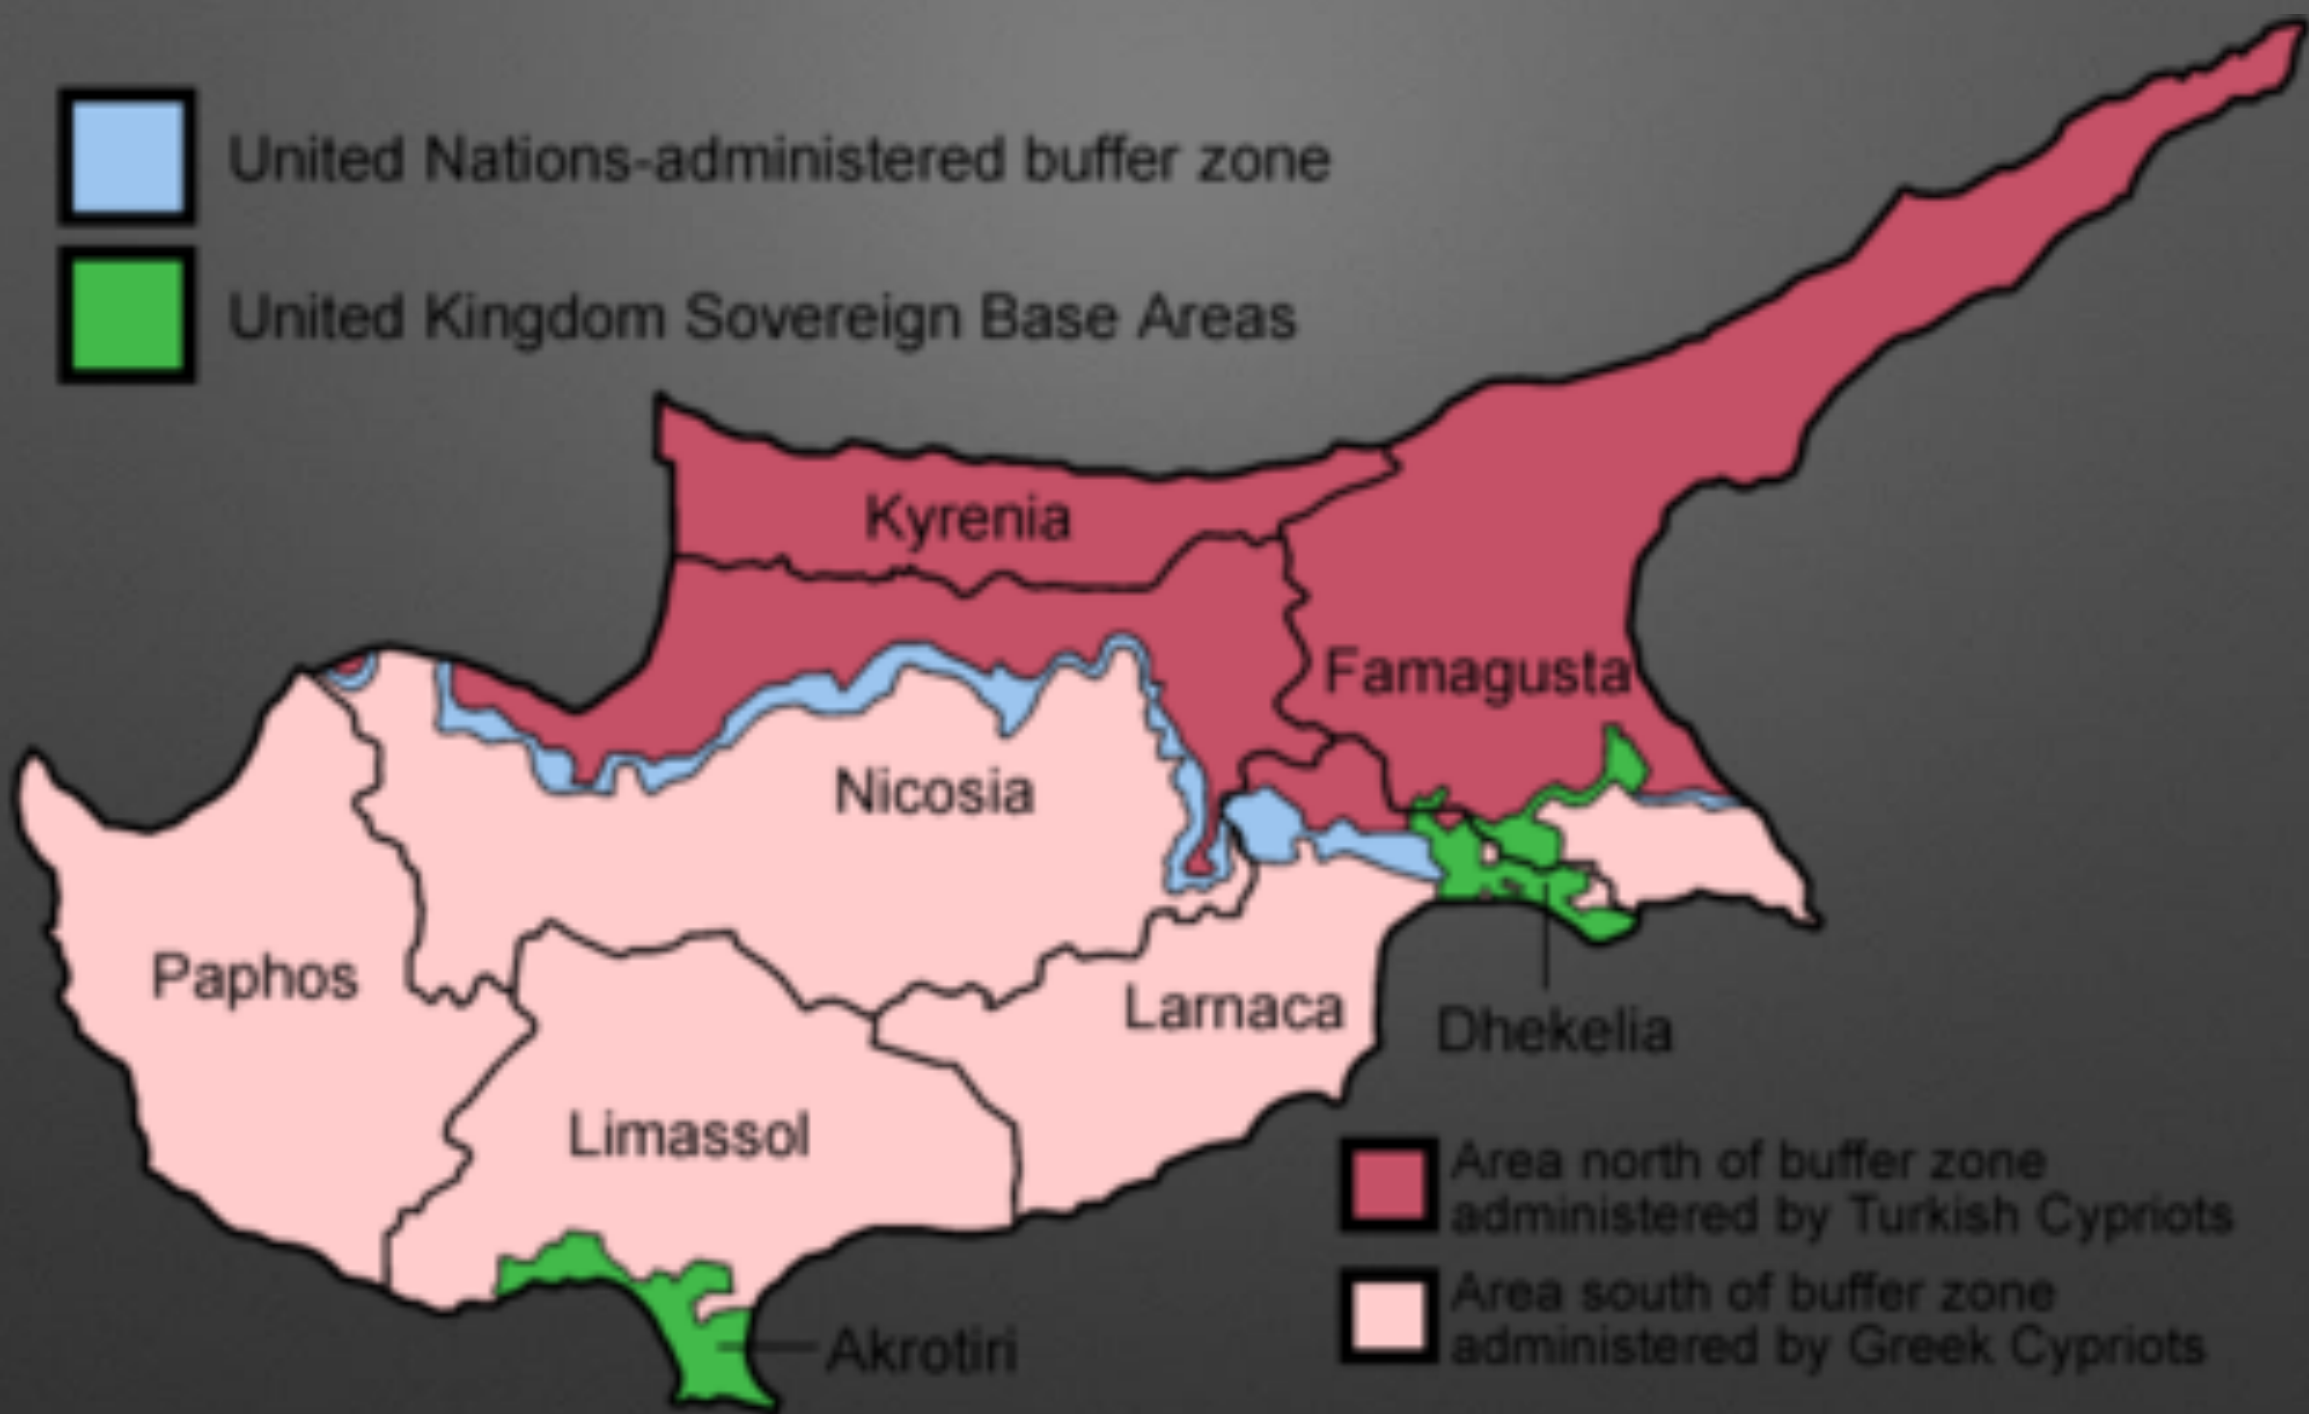 United Nations-administered buffer zone
United Kingdom Sovereign Base Areas
Kyrenia
Famagusta
Nicosia
Paphos
Larnaca
Dhekelia
Limassol
Area north of buffer zone
administered by Turkish Cypriots
Area south of buffer zone
administered by Greek Cypriots
Akrotiri